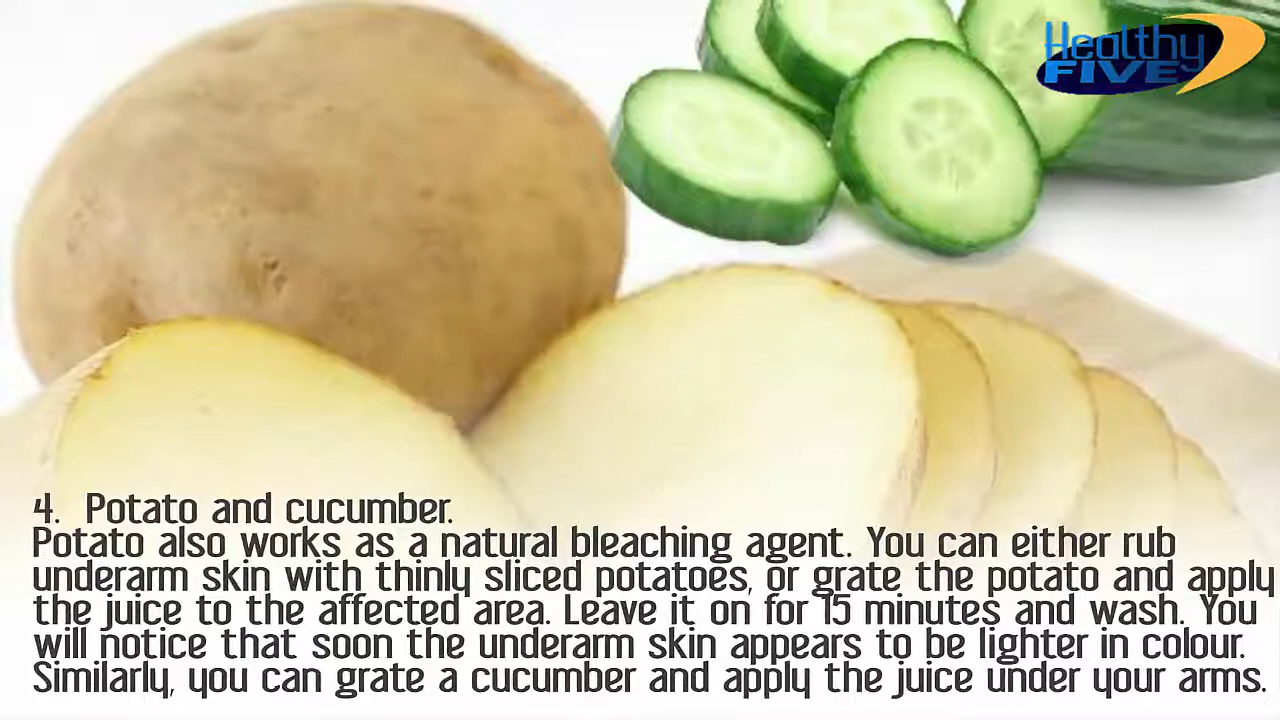 Healthy
FIVE
4. Potato and cucumber.
Potato also works as a natural bleaching agent. You can either rub
underarm skin with thinly sliced potatoes, or grate the potato and apply
the juice to the affected area. Leave it on for 15 minutes and wash. You
will notice that soon the underarm skin appears to be lighter in colour.
Similarly, you can grate a cucumber and apply the juice under your arms.